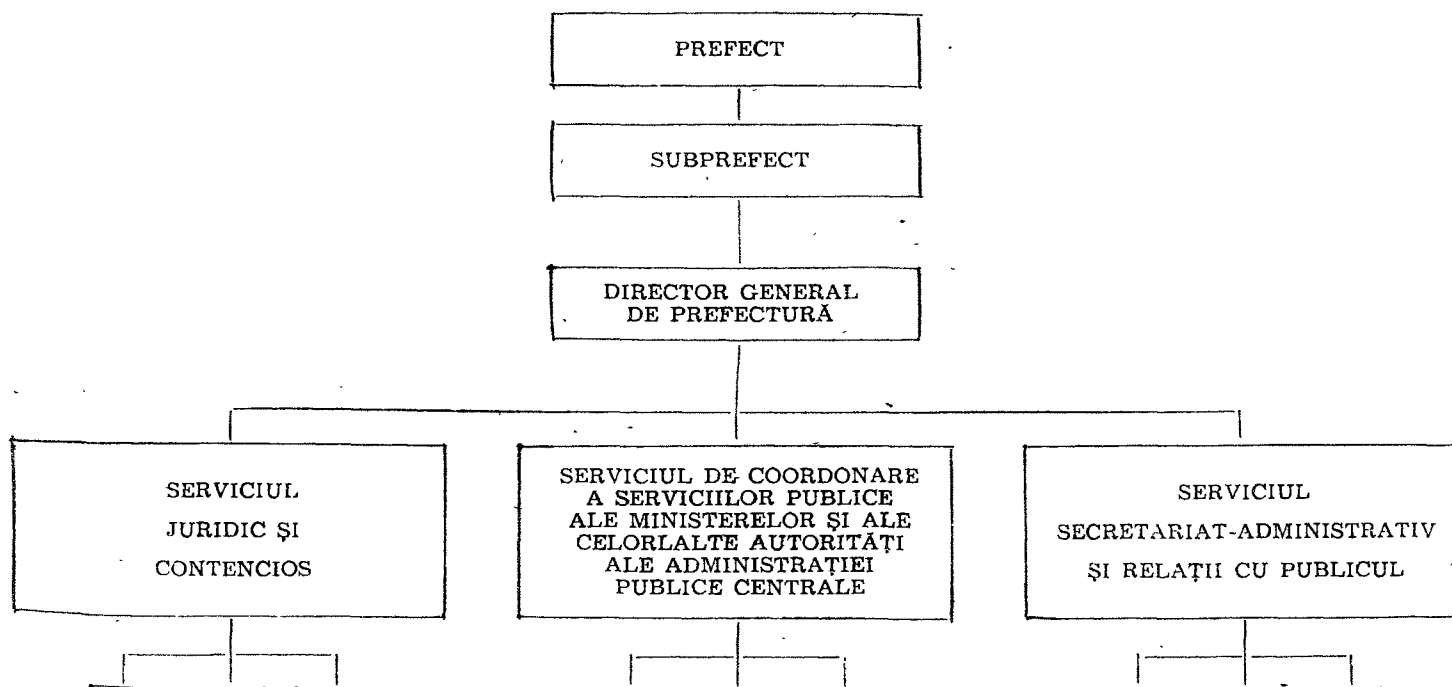 PREFECT
SUBPREFECT
DIRECTOR GENERAL
DE PREFECTURĂ
SERVICIUL
JURIDIC ŞI
CONTENCIOS
SERVICIUL DE COORDONARE
A SERVICIILOR PUBLICE
ALE MINISTERELOR ŞI ALE
CELORLALTE AUTORITĂŢI
ALE ADMINISTRAŢIEI
PUBLICE CENTRALE
SERVICIUL
SECRETARIAT-ADMINISTRATIV
ŞI RELAŢII CU PUBLICUL